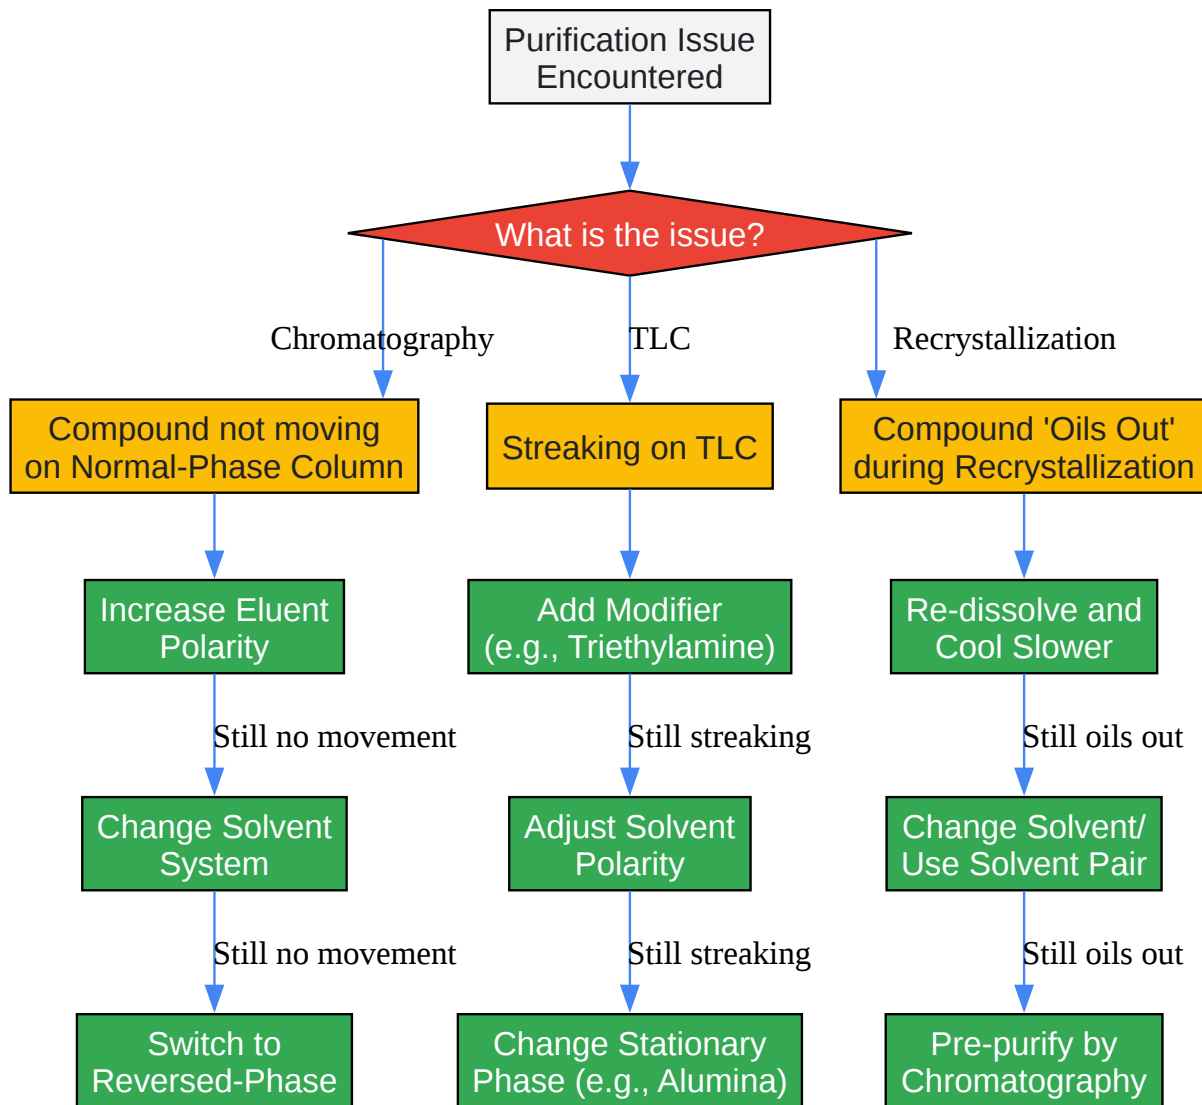 Purification Issue
Encountered
What is the issue?
Chromatography
TLC
Recrystallization
Compound not moving
on Normal-Phase Column
Streaking on TLC
Compound 'Oils Out'
during Recrystallization
Increase Eluent
Polarity
Add Modifier
(e.g., Triethylamine)
Re-dissolve and
Cool Slower
Still no movement
Still streaking
Still oils out
Change Solvent
System
Adjust Solvent
Polarity
Change Solvent/
Use Solvent Pair
Still no movement
Still streaking
Still oils out
Switch to
Reversed-Phase
Change Stationary
Phase (e.g., Alumina)
Pre-purify by
Chromatography